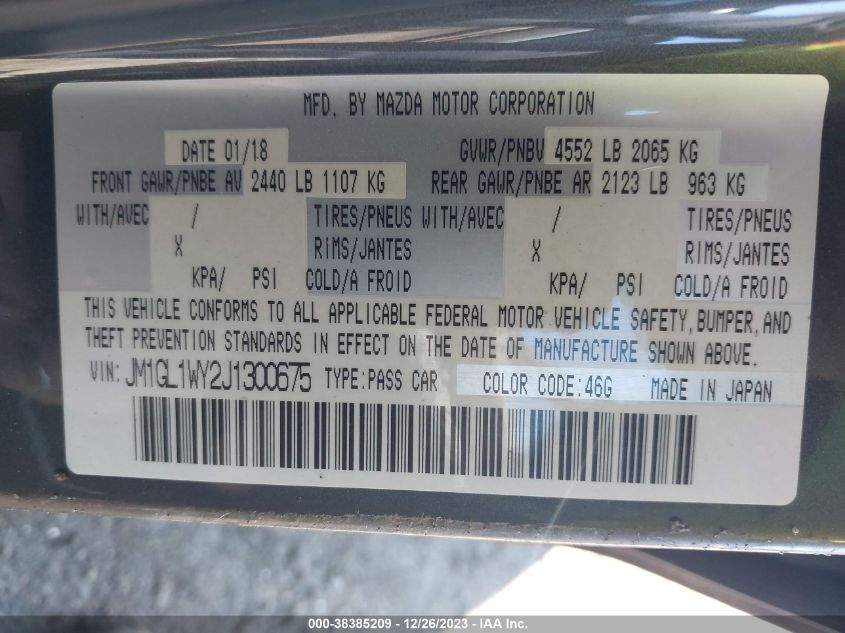 MFD. BY MAZDA MOTOR CORPORATION
DATE 01/18 GVWR/PNBV 4552 LB 2065 KG
FRONT GAWR/PNBE AV 2440 LB 1107 KG REAR GAWR/PNBE AR 2123 LB 963 KG
WITH/AVEC / TIRES/PNEUS WITH/AVEC / TIRES/PNEUS
X RIMS/JANTES X RIMS/JANTES
KPA/ PSI COLD/A FROID KPA/ PSI COLD/A FROID
THIS VEHICLE CONFORMS TO ALL APPLICABLE FEDERAL MOTOR VEHICLE SAFETY, BUMPER, AND
THEFT PREVENTION STANDARDS IN EFFECT ON THE DATE OF MANUFACTURE SHOWN ABOVE.
VIN: JM1GL1WY2J1300675 TYPE:PASS CAR COLOR CODE:46G MADE IN JAPAN
000-38385209 - 12/26/2023 - IAA Inc.